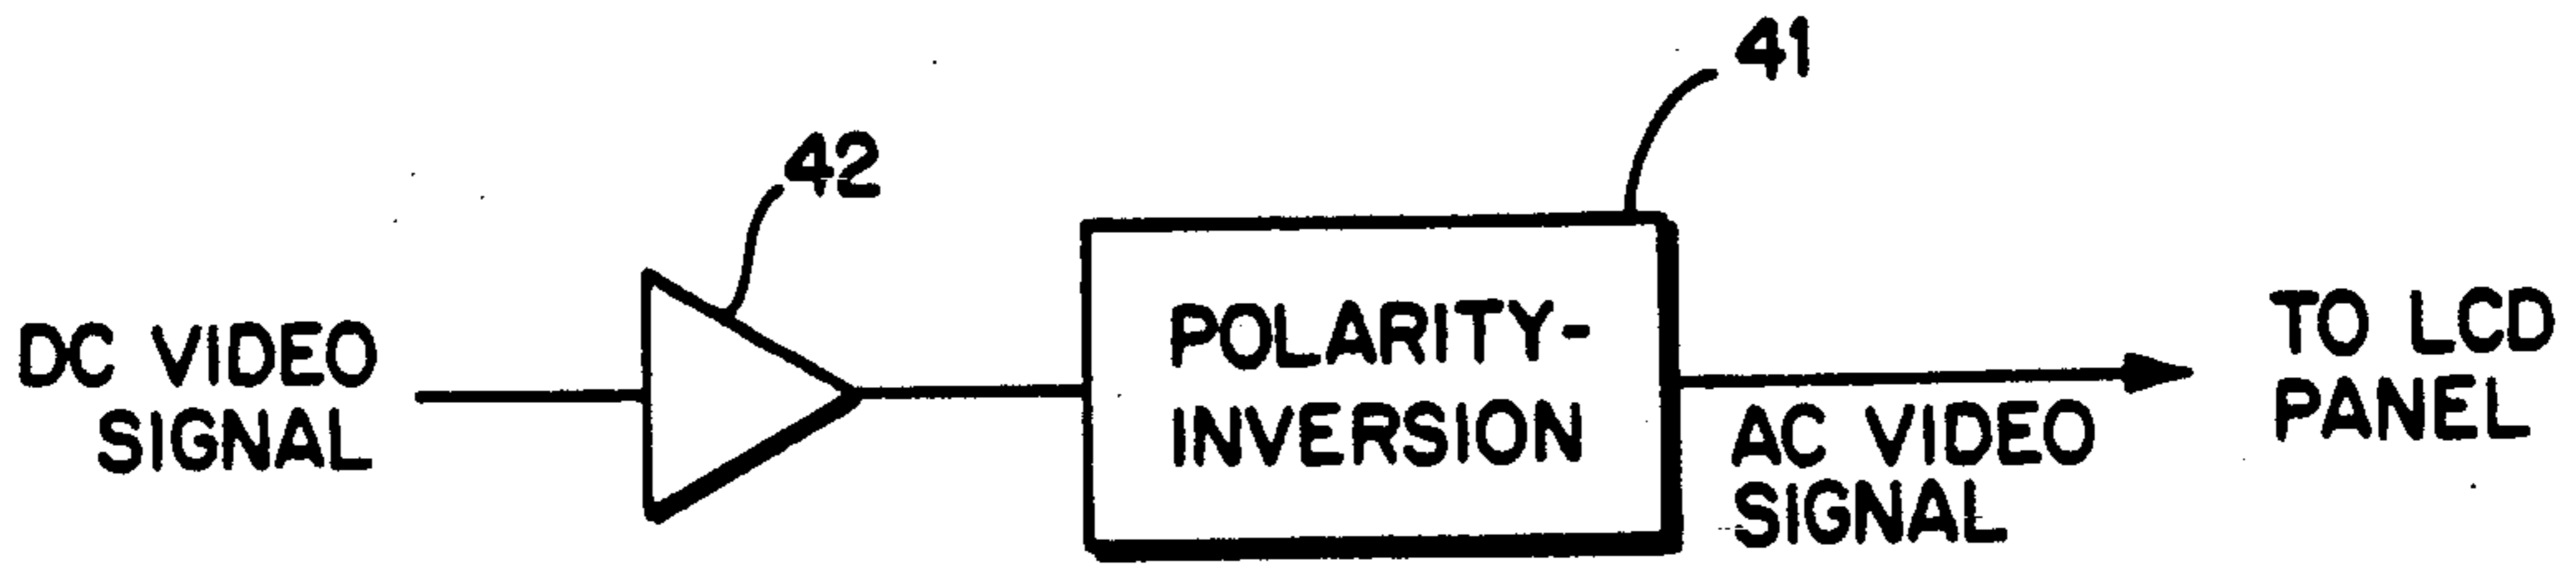 41
42
DC VIDEO
SIGNAL
POLARITY-
INVERSION
AC VIDEO
SIGNAL
TO LCD
PANEL